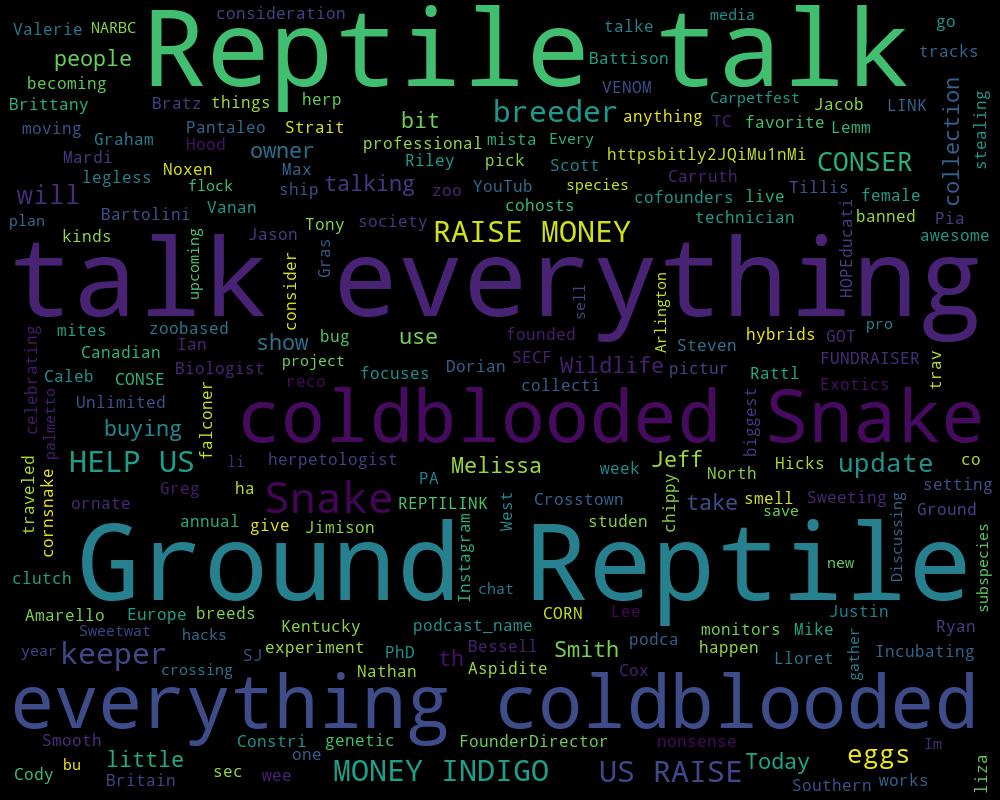 consideration
Valerie NARBC Reptile talk talke media go
people Battison tracks
becoming VENOM
Brittany Bratz things herp breeder anything Carpetfest Jacob LINK collection stealing
moving Graham Pantaleo Strait bit professional mista Every TC favorite Lemm
Mardi Hood owner Riley pick Scott httpsbitly2JQiMu1nMi CONSER
legless Noxen Max talking zoo YouTub species Carruth Tillis female
will flock ship cohosts cofounders live
plan Bartolini Vanan Tony society RAISE MONEY technician HOPEducati banned Pia
kinds upcoming Jason Gras awesome
talk everything
consider sell Arlington
celebrating mites zoobased show bug use founded Steven hybrids GOT pro
Canadian Ian project SECF Wildlife FUNDRAISER trav
Caleb CONSE Biologist reco focuses Dorian collecti pictur Rattl Exotics
palmetto Unlimited falconer coldblooded Snake biggest
buying
HELP US li herpetologist PA Melissa week Jeff North Hicks update co
traveled cornsnake ornate Greg ha Snake REPTILINK West Crosstown chippy take smell Sweeting setting
annual give Jimison studen save Discussing Ground
Ground Reptile
Instagram new subspecies
clutch chat
Amarello Europe breeds CORN Lee Justin
Sweetwat hacks Kentucky podcast_name monitors Mike Ryan
year keeper crossing SJ experiment PhD th Bessell Smith podca happen gather Incubating
Nathan Aspidite Cox Lloret
everything coldblooded
Smooth Constri genetic FounderDirector nonsense Im
Cody bu little one Today eggs
Britain sec wee MONEY INDIGO US RAISE Southern works liza